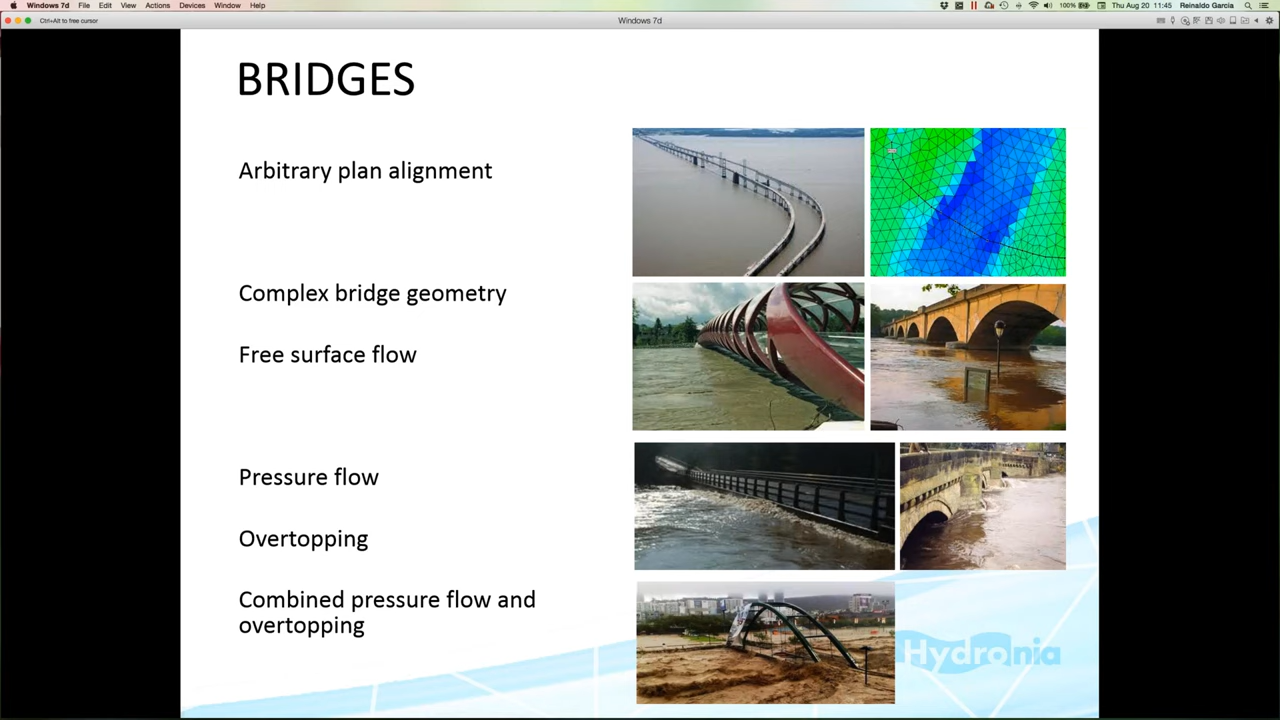 Windows 7d File Edit View Actions Devices Window Help
100% Thu Aug 20 11:45 Reinaldo Garcia
Ctrl+Alt to free cursor
Windows 7d
BRIDGES
Arbitrary plan alignment
Complex bridge geometry
Free surface flow
Pressure flow
Overtopping
Combined pressure flow and
overtopping
Hydronia